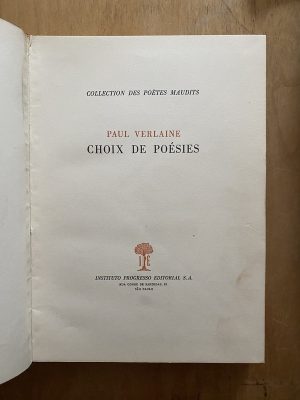 COLLECTION DES POÈTES MAUDITS
PAUL VERLAINE
CHOIX DE POÉSIES
INSTITUTO PROGRESSO EDITORIAL S.A.
SÃO PAULO